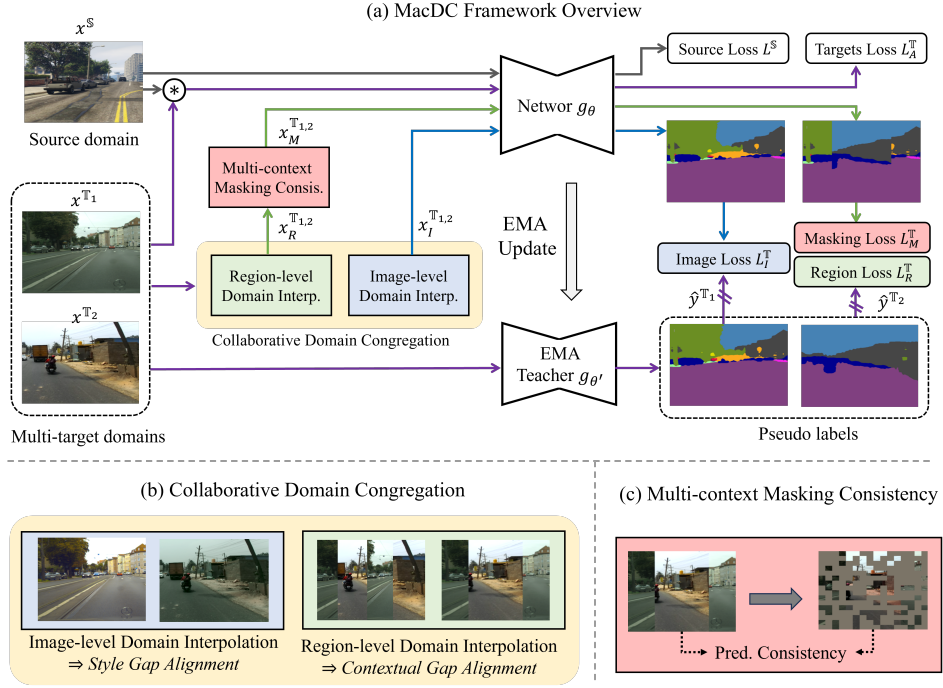 (a) MacDC Framework Overview
x^𝕊
Source domain
*
x^𝕋₁
x^𝕋₂
Multi-target domains
Multi-context
Masking Consis.
x_M^𝕋₁,₂
x_R^𝕋₁,₂
x_I^𝕋₁,₂
Region-level
Domain Interp.
Image-level
Domain Interp.
Collaborative Domain Congregation
Networ g_θ
EMA
Update
EMA
Teacher g_θ′
Source Loss L^𝕊
Targets Loss L_A^𝕋
Image Loss L_I^𝕋
Masking Loss L_M^𝕋
Region Loss L_R^𝕋
ŷ^𝕋₁
ŷ^𝕋₂
Pseudo labels
(b) Collaborative Domain Congregation
Image-level Domain Interpolation
⇒ Style Gap Alignment
Region-level Domain Interpolation
⇒ Contextual Gap Alignment
(c) Multi-context Masking Consistency
Pred. Consistency